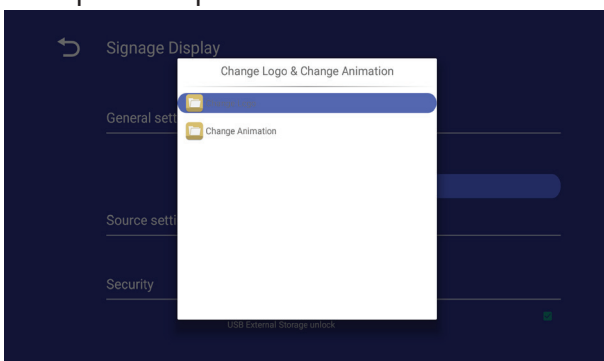 Signage Display
Change Logo & Change Animation
General sett
Change Animation
Source setti
Security
USB External Storage unlock